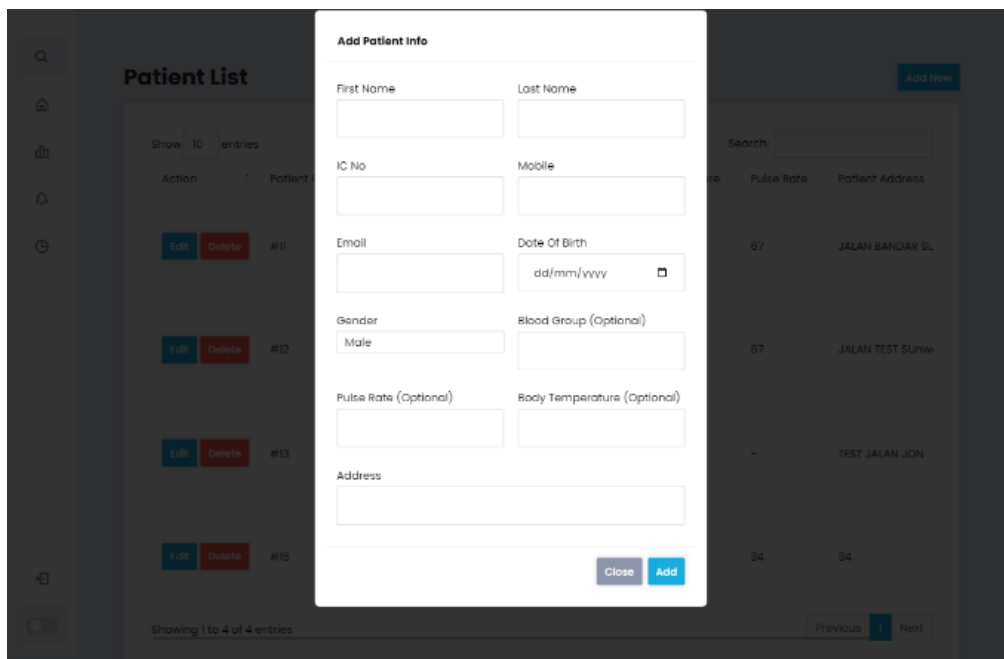 Add Patient Info
Patient List
Add New
First Name Last Name
Show 10 entries
Search:
IC No Mobile
Action Patient Pulse Rate Patient Address
Email Date Of Birth
Edit Delete #11 67 JALAN BANDAR SU
dd/mm/yyyy
Gender Blood Group (Optional)
Male
Edit Delete #12 67 JALAN TEST SUnw
Pulse Rate (Optional) Body Temperature (Optional)
Edit Delete #13 - TEST JALAN JON
Address
Edit Delete #15 34 34
Close Add
Showing 1 to 4 of 4 entries
Previous 1 Next